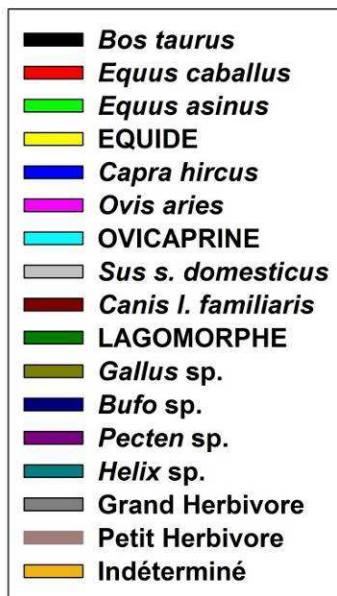 Bos taurus
Equus caballus
Equus asinus
EQUIDE
Capra hircus
Ovis aries
OVICAPRINE
Sus s. domesticus
Canis l. familiaris
LAGOMORPHE
Gallus sp.
Bufo sp.
Pecten sp.
Helix sp.
Grand Herbivore
Petit Herbivore
Indéterminé